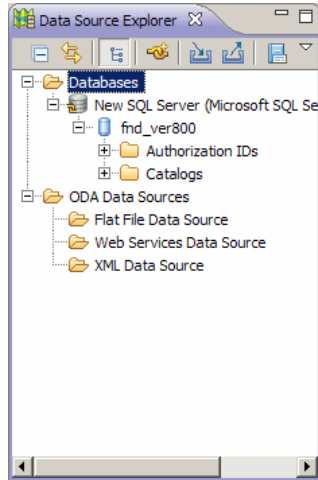 Data Source Explorer
Databases
New SQL Server (Microsoft SQL Se
fnd_ver800
Authorization IDs
Catalogs
ODA Data Sources
Flat File Data Source
Web Services Data Source
XML Data Source